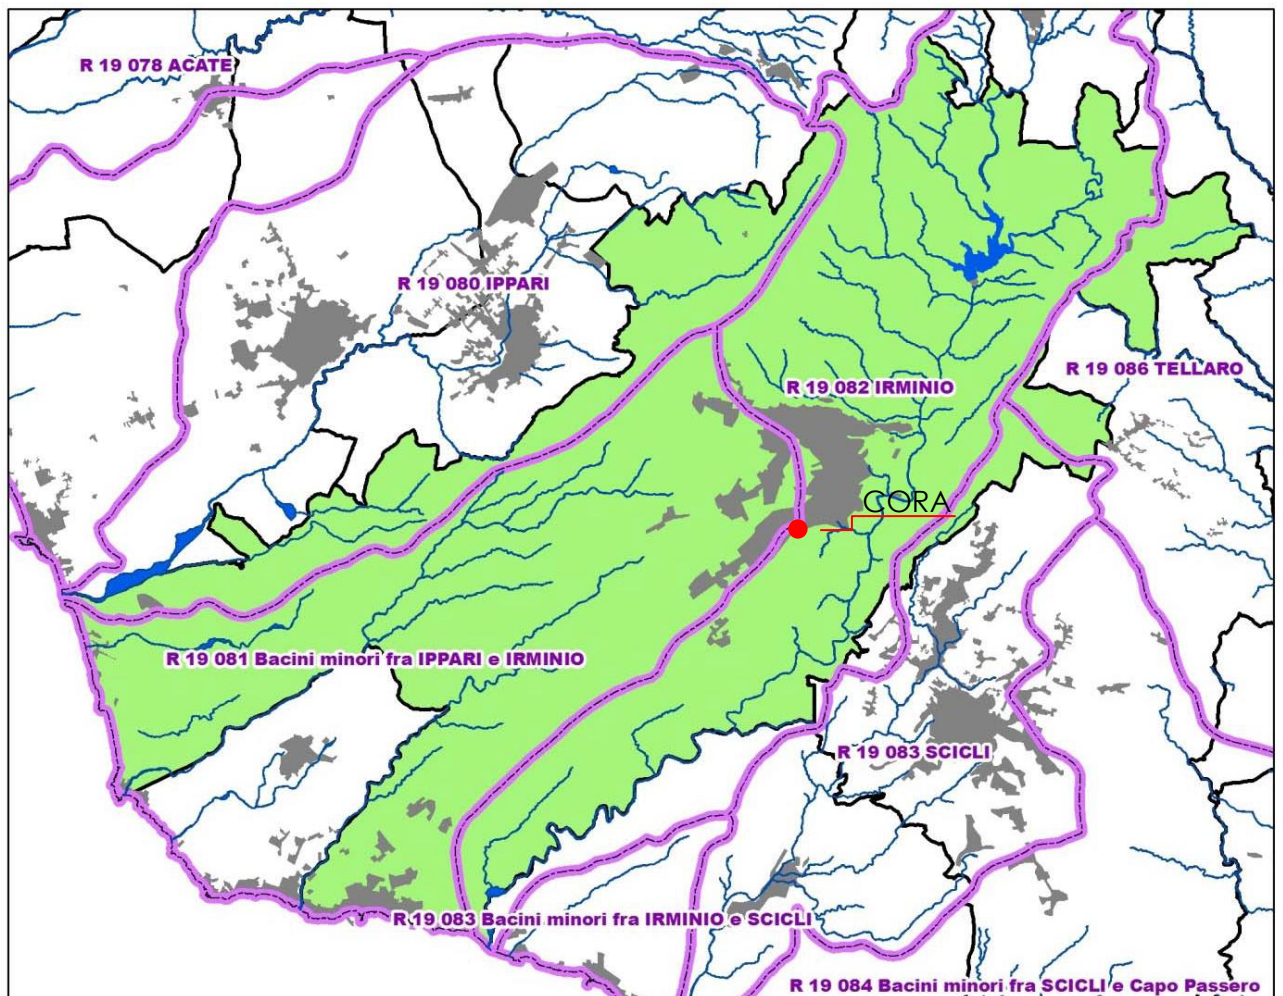 R 19 078 ACATE
R 19 080 IPPARI
R 19 086 TELLARO
R 19 082 IRMINIO
CORA
R 19 081 Bacini minori fra IPPARI e IRMINIO
R 19 083 SCICLI
R 19 083 Bacini minori fra IRMINIO e SCICLI
R 19 084 Bacini minori fra SCICLI e Capo Passero